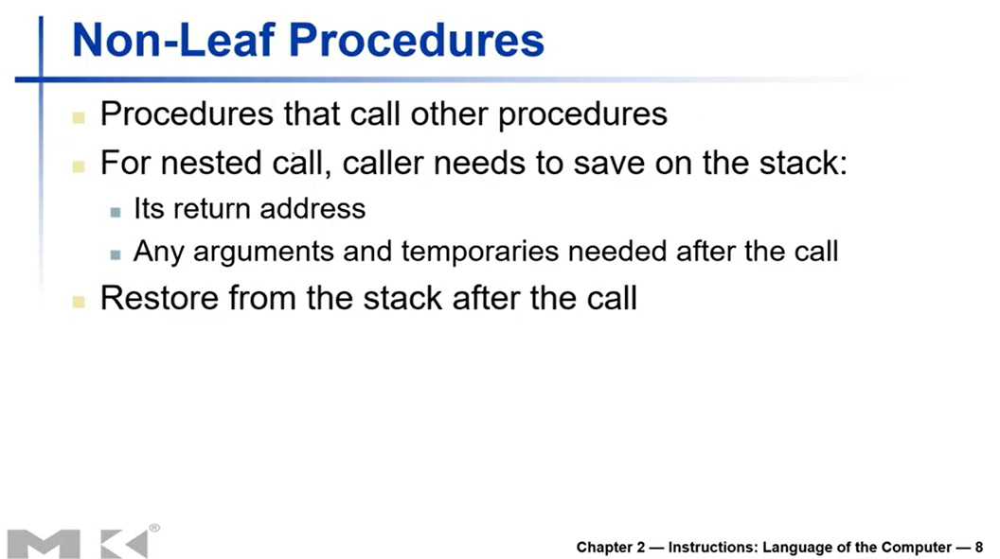 Non-Leaf Procedures
Procedures that call other procedures
For nested call, caller needs to save on the stack:
Its return address
Any arguments and temporaries needed after the call
Restore from the stack after the call
MK®
Chapter 2 — Instructions: Language of the Computer — 8